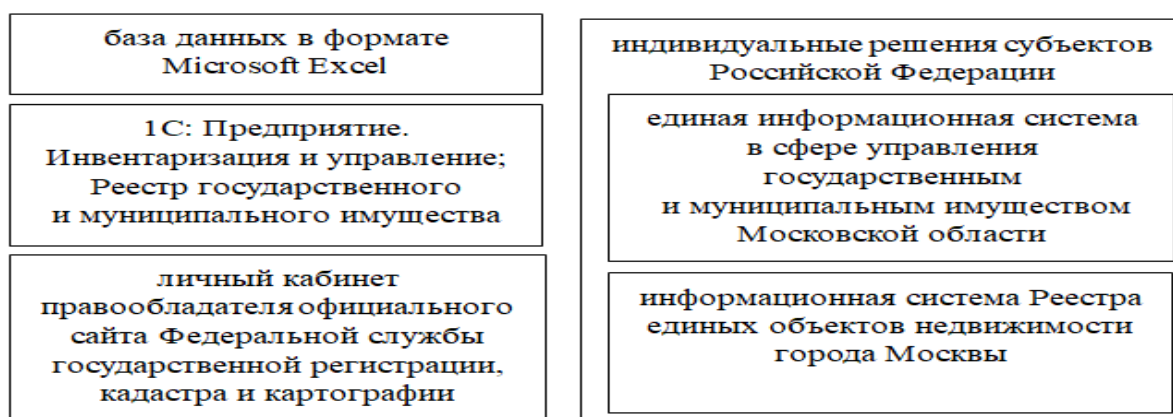 база данных в формате
Microsoft Excel
1С: Предприятие.
Инвентаризация и управление;
Реестр государственного
и муниципального имущества
личный кабинет
правообладателя официального
сайта Федеральной службы
государственной регистрации,
кадастра и картографии
индивидуальные решения субъектов
Российской Федерации
единая информационная система
в сфере управления
государственным
и муниципальным имуществом
Московской области
информационная система Реестра
единых объектов недвижимости
города Москвы